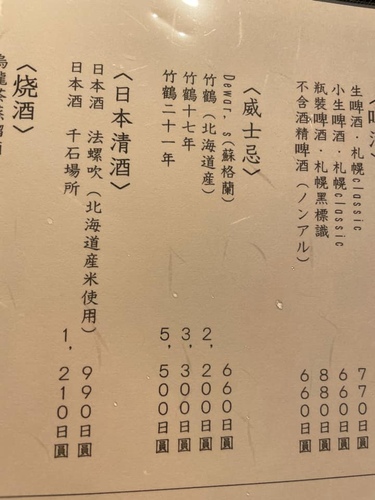 生啤酒・札幌classic 770日圓
小生啤酒・札幌classic 660日圓
瓶裝啤酒・札幌黑標識 880日圓
不含酒精啤酒（ノンアル） 660日圓
〈威士忌〉
Dewar,s（蘇格蘭） 660日圓
竹鶴（北海道産） 2,200日圓
竹鶴十七年 3,300日圓
竹鶴二十一年 5,500日圓
〈日本清酒〉
日本酒 法螺吹（北海道産米使用） 990日圓
日本酒 千石場所 1,210日圓
〈烧酒〉